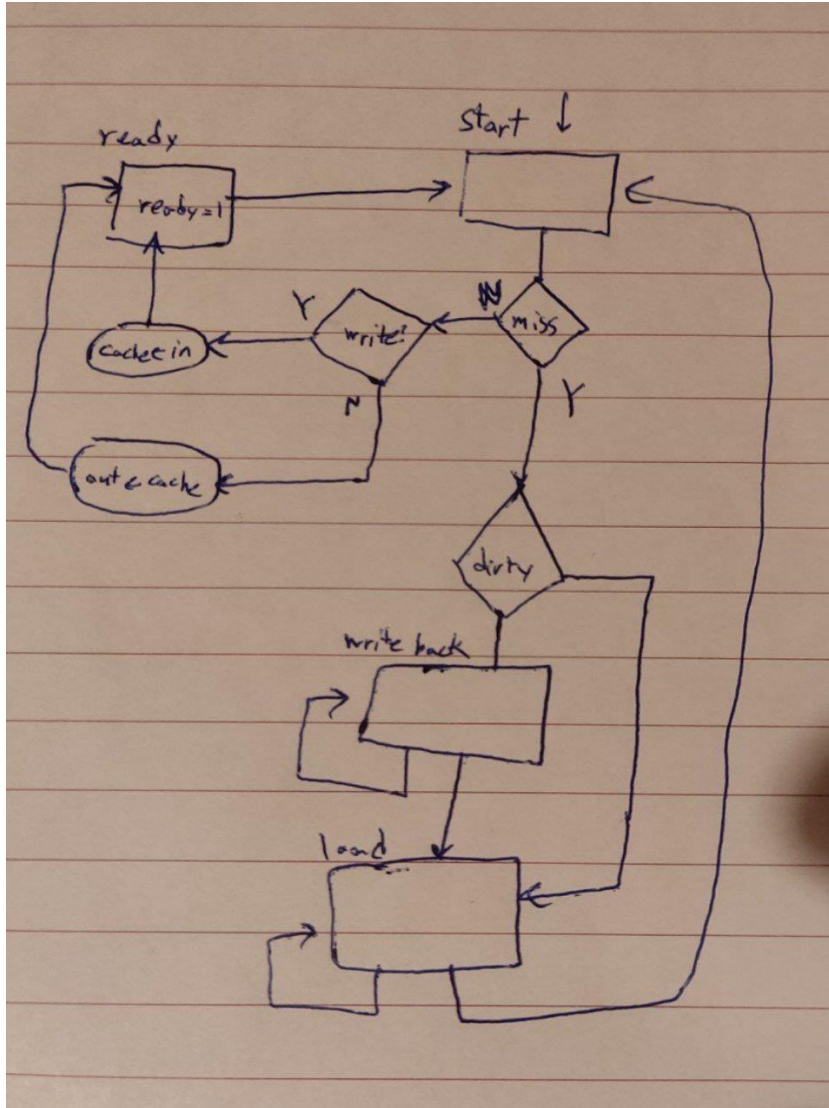 start
ready
ready=1
N
miss
Y
write?
cache←in
Y
N
out←cache
dirty
write back
load